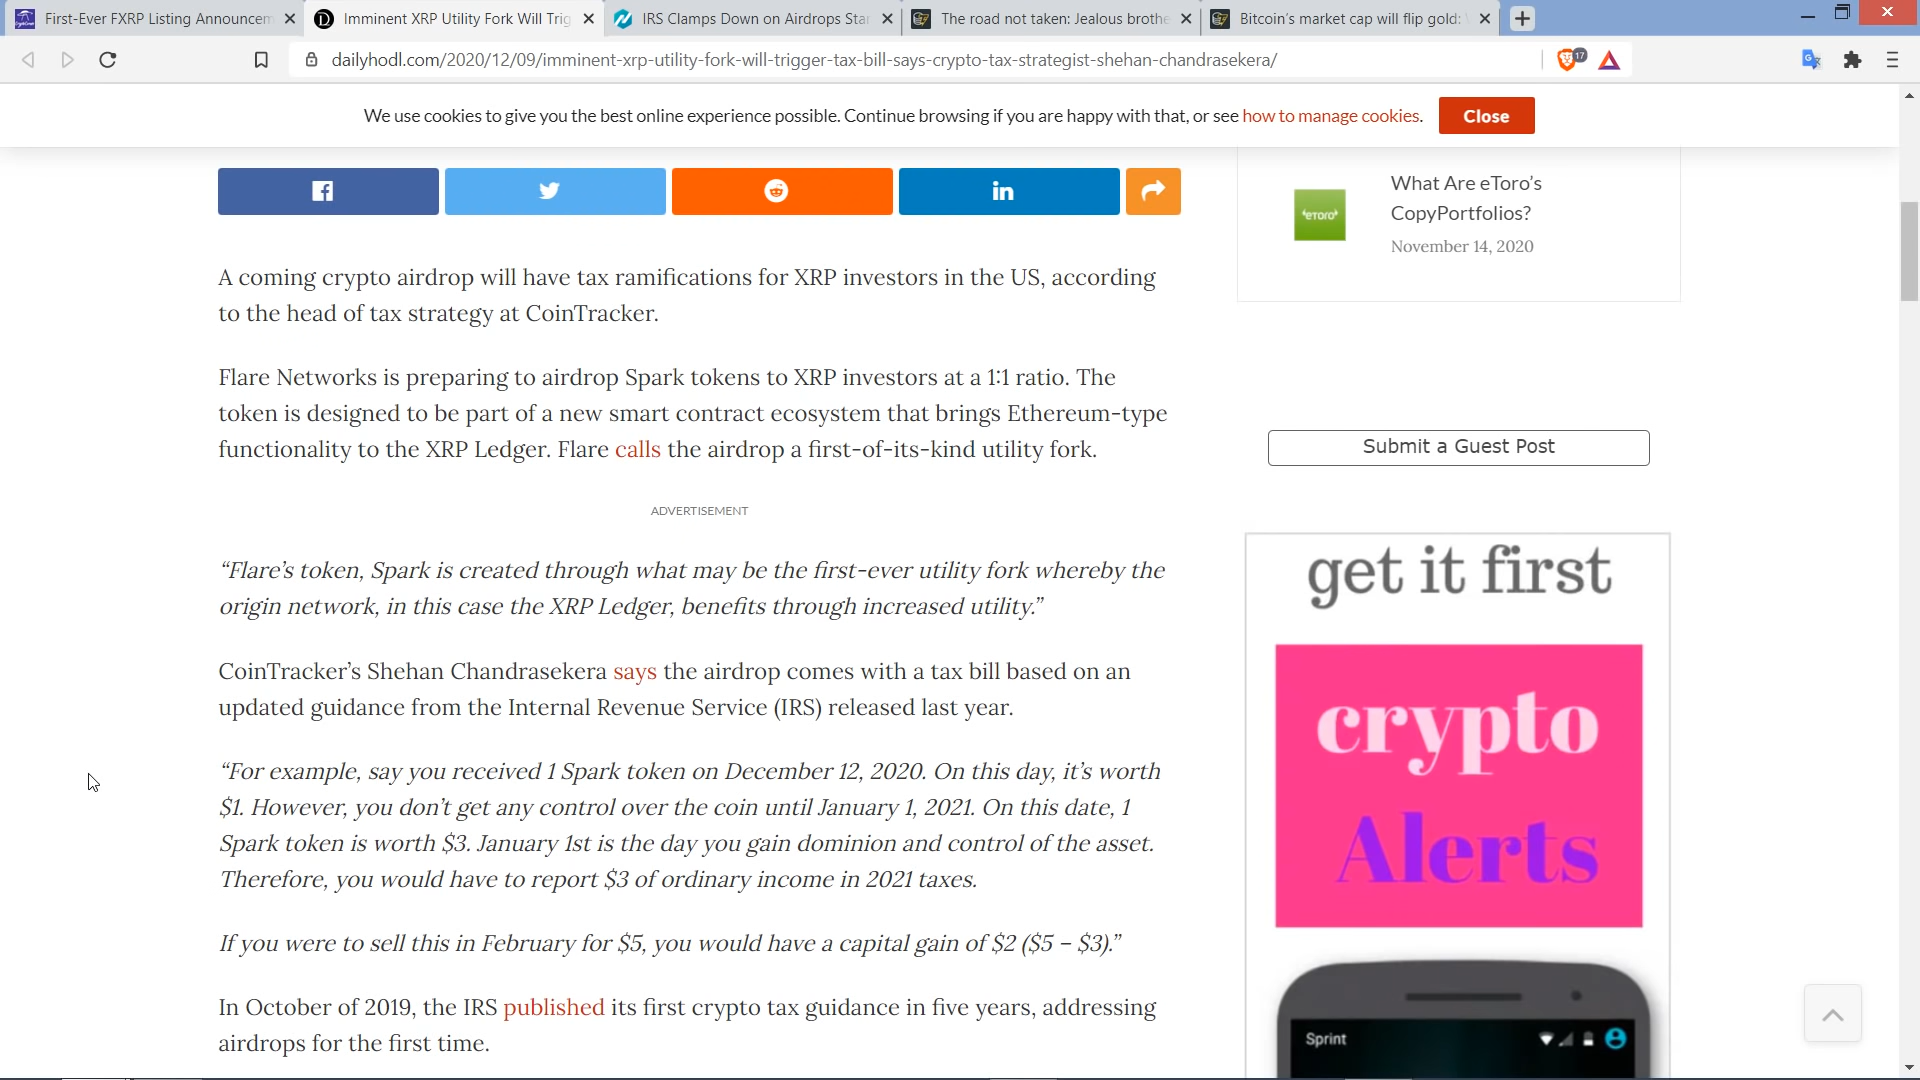 First-Ever FXRP Listing Announcem
Imminent XRP Utility Fork Will Trig
IRS Clamps Down on Airdrops Sta
The road not taken: Jealous brothe
Bitcoin's market cap will flip gold:
dailyhodl.com/2020/12/09/imminent-xrp-utility-fork-will-trigger-tax-bill-says-crypto-tax-strategist-shehan-chandrasekera/
17
We use cookies to give you the best online experience possible. Continue browsing if you are happy with that, or see how to manage cookies.
Close
What Are eToro's
CopyPortfolios?
November 14, 2020
eTORO
A coming crypto airdrop will have tax ramifications for XRP investors in the US, according
to the head of tax strategy at CoinTracker.
Flare Networks is preparing to airdrop Spark tokens to XRP investors at a 1:1 ratio. The
token is designed to be part of a new smart contract ecosystem that brings Ethereum-type
functionality to the XRP Ledger. Flare calls the airdrop a first-of-its-kind utility fork.
ADVERTISEMENT
“Flare’s token, Spark is created through what may be the first-ever utility fork whereby the
origin network, in this case the XRP Ledger, benefits through increased utility.”
CoinTracker’s Shehan Chandrasekera says the airdrop comes with a tax bill based on an
updated guidance from the Internal Revenue Service (IRS) released last year.
“For example, say you received 1 Spark token on December 12, 2020. On this day, it’s worth
$1. However, you don’t get any control over the coin until January 1, 2021. On this date, 1
Spark token is worth $3. January 1st is the day you gain dominion and control of the asset.
Therefore, you would have to report $3 of ordinary income in 2021 taxes.
If you were to sell this in February for $5, you would have a capital gain of $2 ($5 – $3).”
In October of 2019, the IRS published its first crypto tax guidance in five years, addressing
airdrops for the first time.
Submit a Guest Post
get it first
crypto
Alerts
Sprint